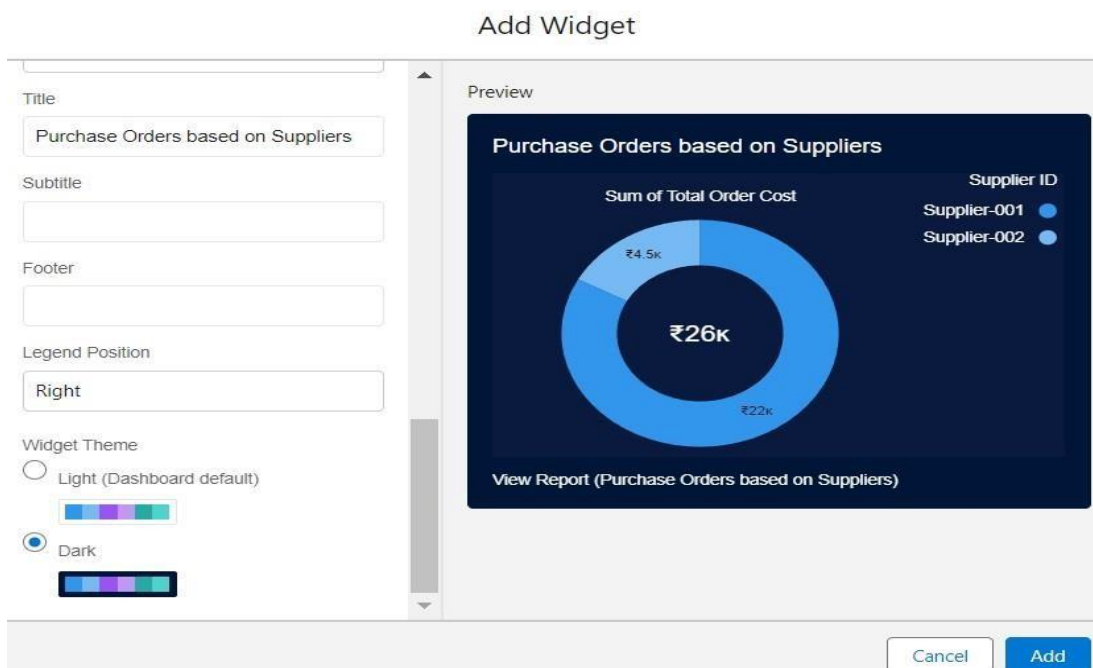 Add Widget
Title
Purchase Orders based on Suppliers
Subtitle
Footer
Legend Position
Right
Widget Theme
Light (Dashboard default)
Dark
Preview
Purchase Orders based on Suppliers
Sum of Total Order Cost
Supplier ID
Supplier-001
Supplier-002
₹4.5K
₹26K
₹22K
View Report (Purchase Orders based on Suppliers)
Cancel
Add